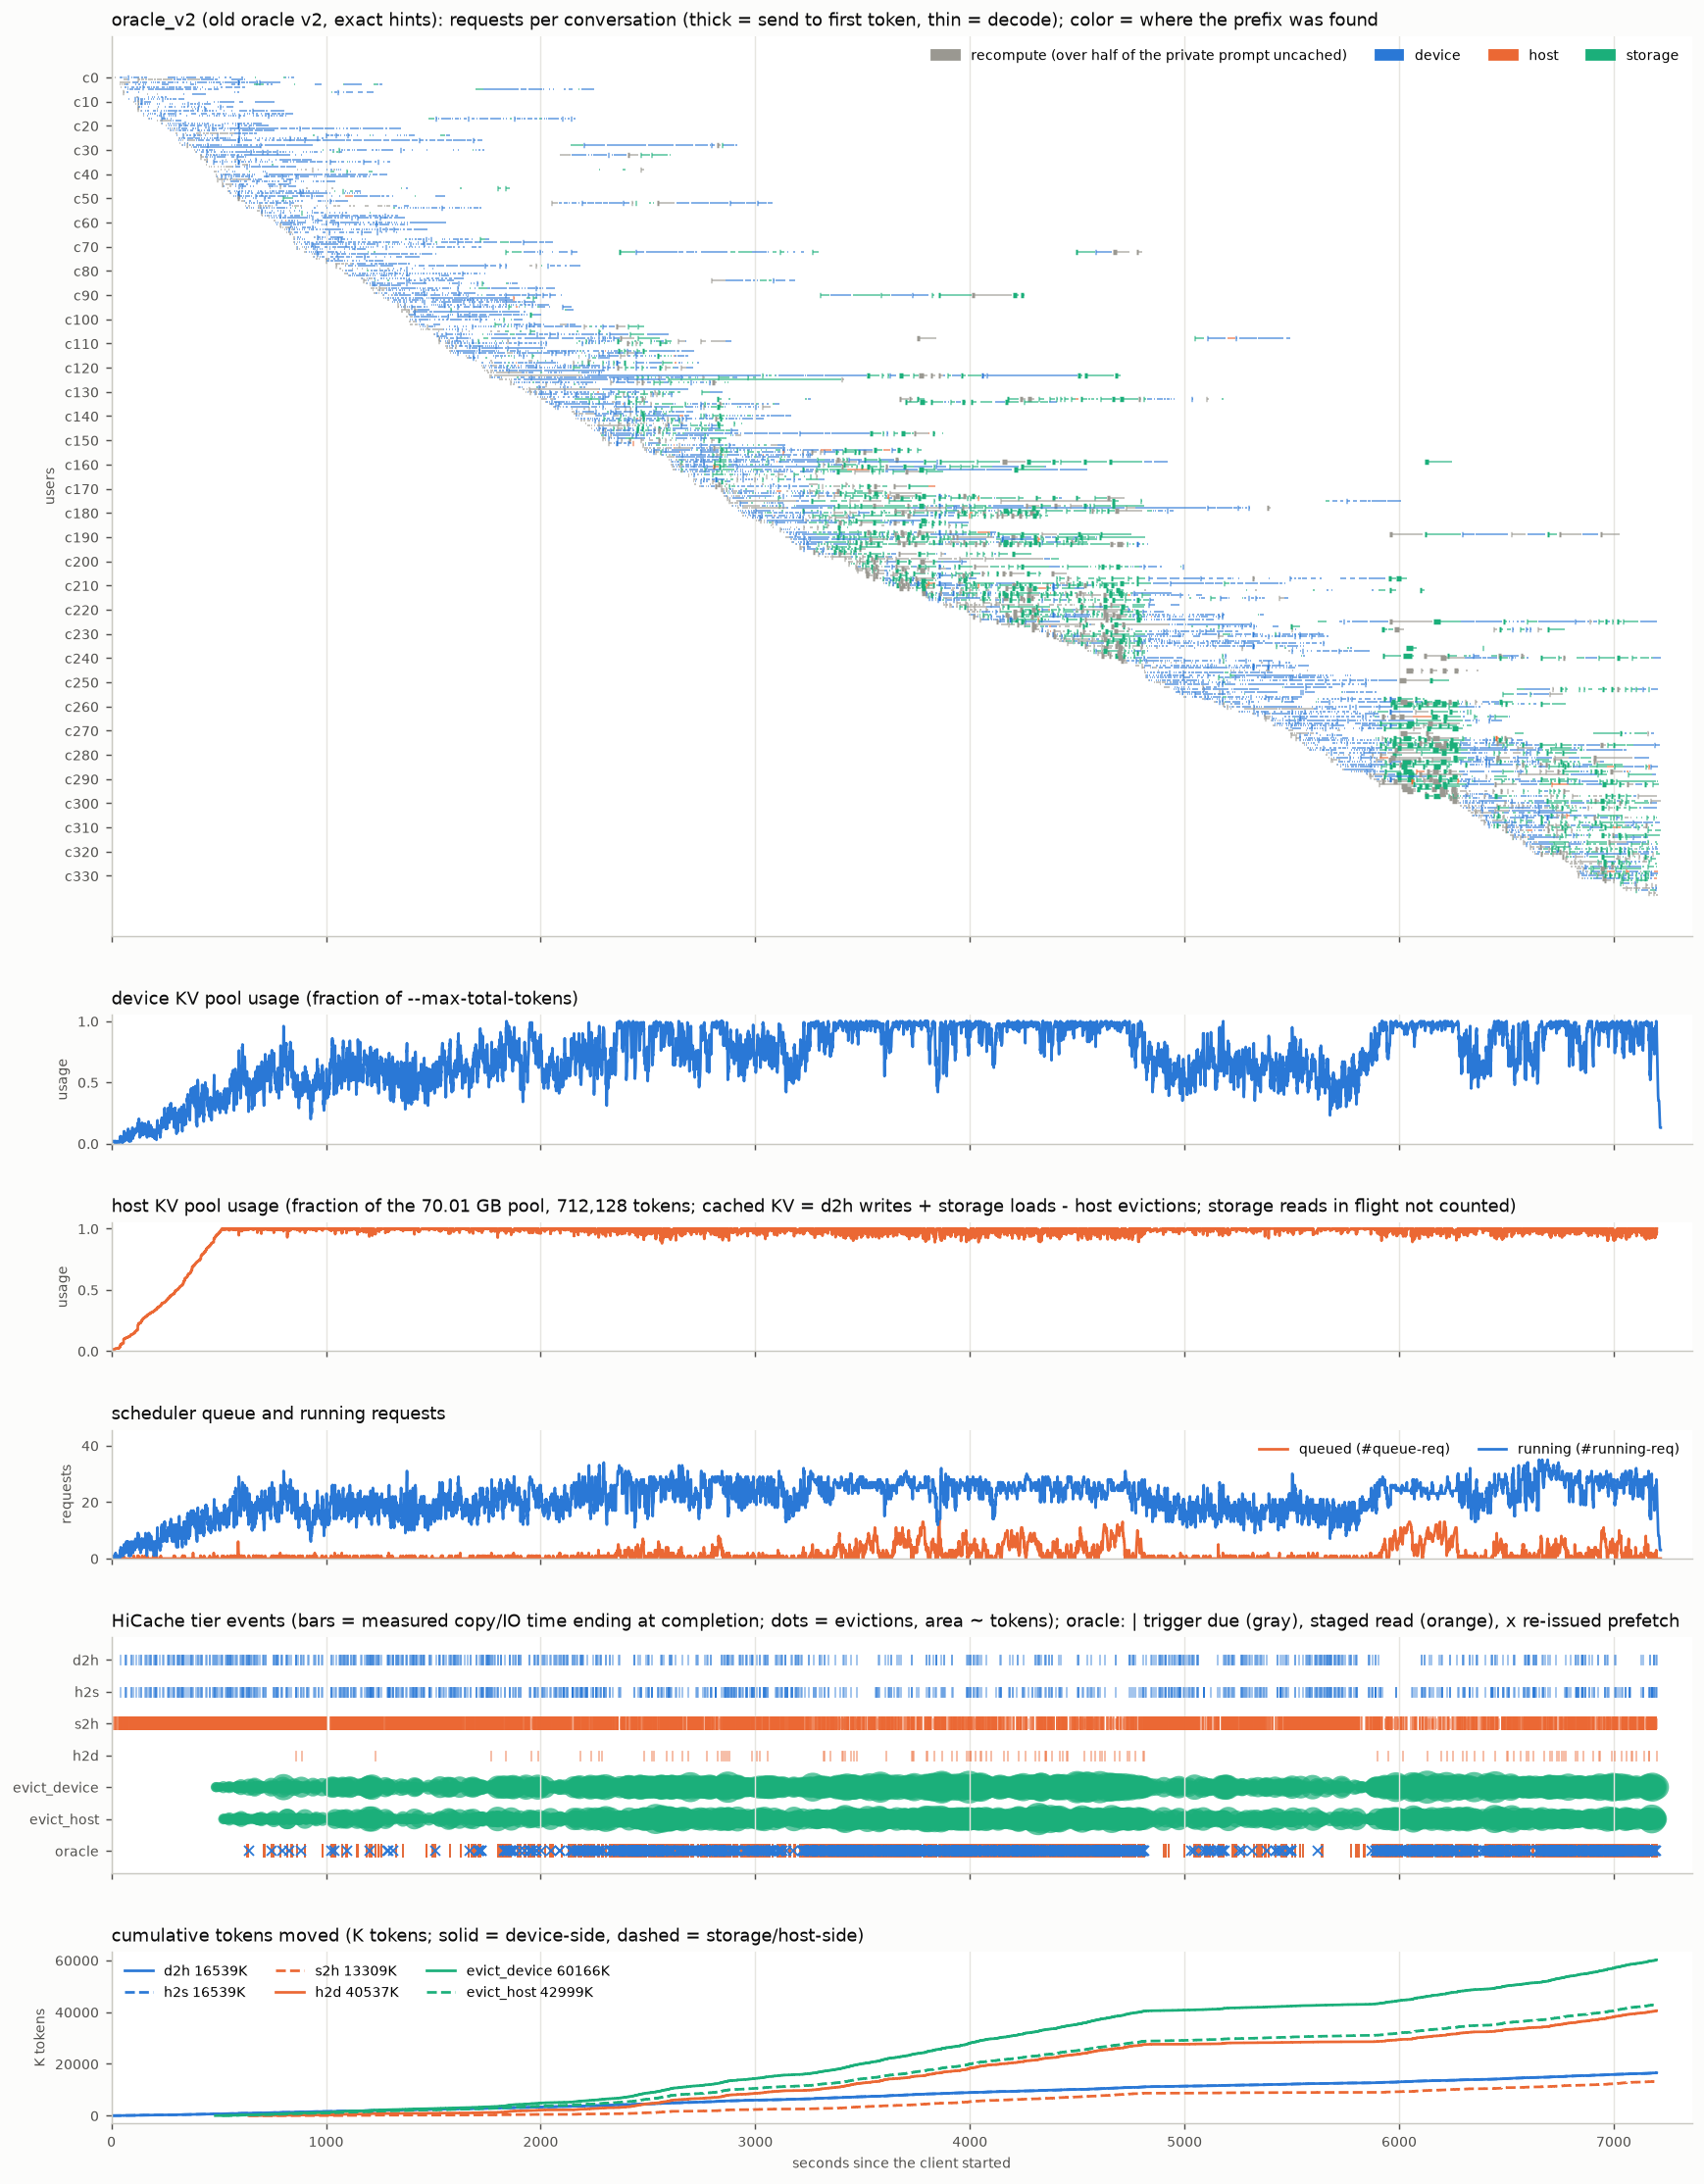 oracle_v2 (old oracle v2, exact hints): requests per conversation (thick = send to first token, thin = decode); color = where the prefix was found
recompute (over half of the private prompt uncached)
device
host
storage
c0
c10
c20
c30
c40
c50
c60
c70
c80
c90
c100
c110
c120
c130
c140
c150
c160
c170
c180
c190
c200
c210
c220
c230
c240
c250
c260
c270
c280
c290
c300
c310
c320
c330
users
device KV pool usage (fraction of --max-total-tokens)
1.0
0.5
0.0
usage
host KV pool usage (fraction of the 70.01 GB pool, 712,128 tokens; cached KV = d2h writes + storage loads - host evictions; storage reads in flight not counted)
1.0
0.5
0.0
usage
scheduler queue and running requests
queued (#queue-req)
running (#running-req)
40
20
0
requests
HiCache tier events (bars = measured copy/IO time ending at completion; dots = evictions, area ~ tokens); oracle: | trigger due (gray), staged read (orange), x re-issued prefetch
d2h
h2s
s2h
h2d
evict_device
evict_host
oracle
cumulative tokens moved (K tokens; solid = device-side, dashed = storage/host-side)
d2h 16539K
h2s 16539K
s2h 13309K
h2d 40537K
evict_device 60166K
evict_host 42999K
60000
40000
20000
0
K tokens
0
1000
2000
3000
4000
5000
6000
7000
seconds since the client started